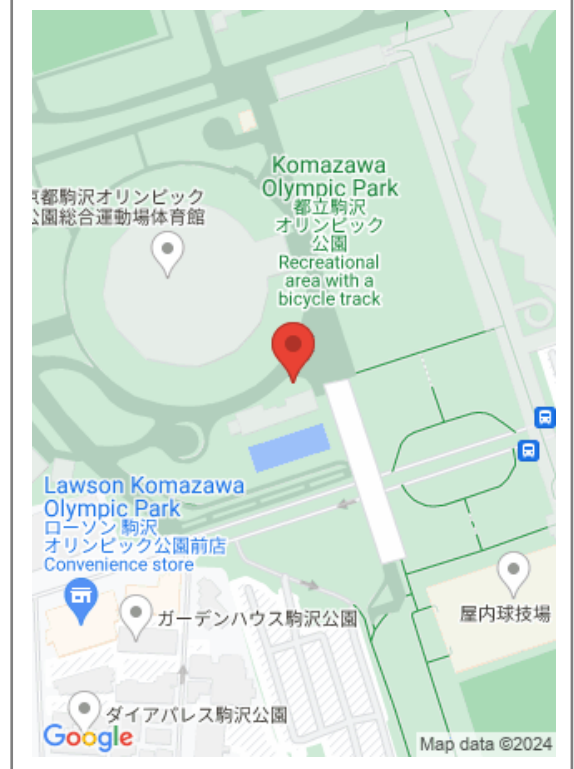 Komazawa
Olympic Park
都立駒沢
オリンピック
公園
Recreational
area with a
bicycle track
京都駒沢オリンピック
公園総合運動場体育館
Lawson Komazawa
Olympic Park
ローソン 駒沢
オリンピック公園前店
Convenience store
屋内球技場
ガーデンハウス駒沢公園
ダイアパレス駒沢公園
Google
Map data ©2024